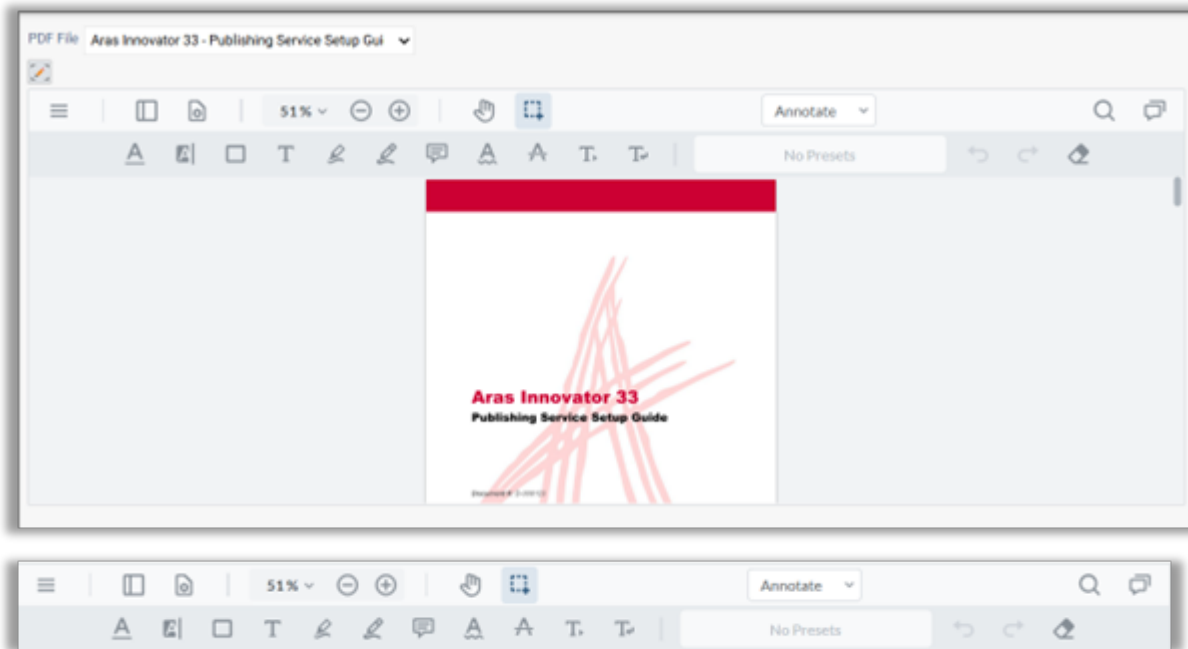 PDF File Aras Innovator 33 - Publishing Service Setup Gui
51%
Annotate
No Presets
Aras Innovator 33
Publishing Service Setup Guide
Document #:
51%
Annotate
No Presets